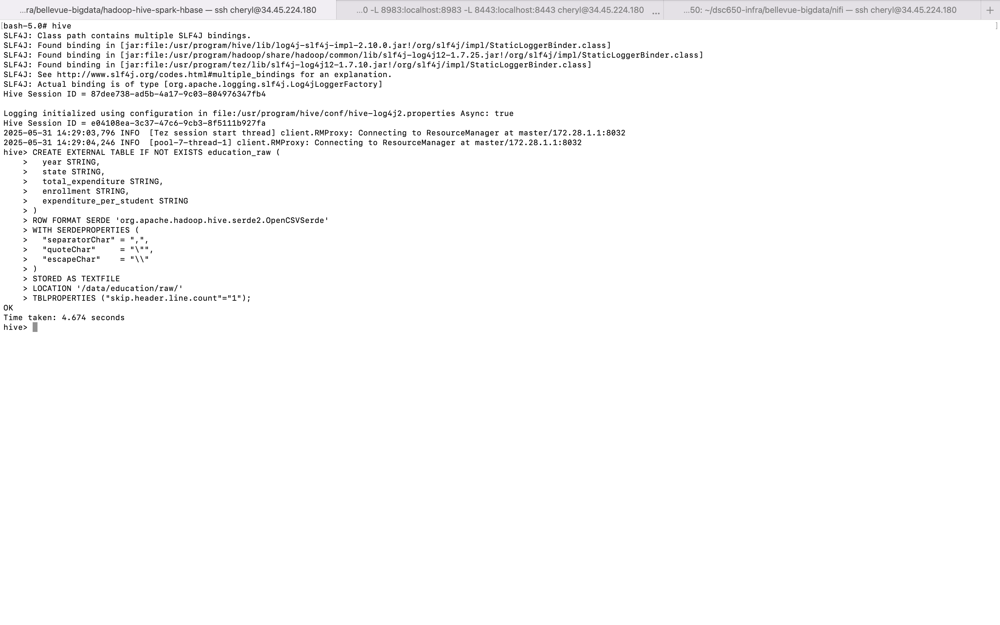 ...ra/bellevue-bigdata/hadoop-hive-spark-hbase — ssh cheryl@34.45.224.180
...0 -L 8983:localhost:8983 -L 8443:localhost:8443 cheryl@34.45.224.180 ...
...50: ~/dsc650-infra/bellevue-bigdata/nifi — ssh cheryl@34.45.224.180
+
[bash-5.0# hive ]
SLF4J: Class path contains multiple SLF4J bindings.
SLF4J: Found binding in [jar:file:/usr/program/hive/lib/log4j-slf4j-impl-2.10.0.jar!/org/slf4j/impl/StaticLoggerBinder.class]
SLF4J: Found binding in [jar:file:/usr/program/hadoop/share/hadoop/common/lib/slf4j-log4j12-1.7.25.jar!/org/slf4j/impl/StaticLoggerBinder.class]
SLF4J: Found binding in [jar:file:/usr/program/tez/lib/slf4j-log4j12-1.7.10.jar!/org/slf4j/impl/StaticLoggerBinder.class]
SLF4J: See http://www.slf4j.org/codes.html#multiple_bindings for an explanation.
SLF4J: Actual binding is of type [org.apache.logging.slf4j.Log4jLoggerFactory]
Hive Session ID = 87dee738-ad5b-4a17-9c03-804976347fb4

Logging initialized using configuration in file:/usr/program/hive/conf/hive-log4j2.properties Async: true
Hive Session ID = e04108ea-3c37-47c6-9cb3-8f5111b927fa
2025-05-31 14:29:03,796 INFO  [Tez session start thread] client.RMProxy: Connecting to ResourceManager at master/172.28.1.1:8032
2025-05-31 14:29:04,246 INFO  [pool-7-thread-1] client.RMProxy: Connecting to ResourceManager at master/172.28.1.1:8032
hive> CREATE EXTERNAL TABLE IF NOT EXISTS education_raw (
    >   year STRING,
    >   state STRING,
    >   total_expenditure STRING,
    >   enrollment STRING,
    >   expenditure_per_student STRING
    > )
    > ROW FORMAT SERDE 'org.apache.hadoop.hive.serde2.OpenCSVSerde'
    > WITH SERDEPROPERTIES (
    >   "separatorChar" = ",",
    >   "quoteChar"     = "\"",
    >   "escapeChar"    = "\\"
    > )
    > STORED AS TEXTFILE
    > LOCATION '/data/education/raw/'
    > TBLPROPERTIES ("skip.header.line.count"="1");
OK
Time taken: 4.674 seconds
hive>